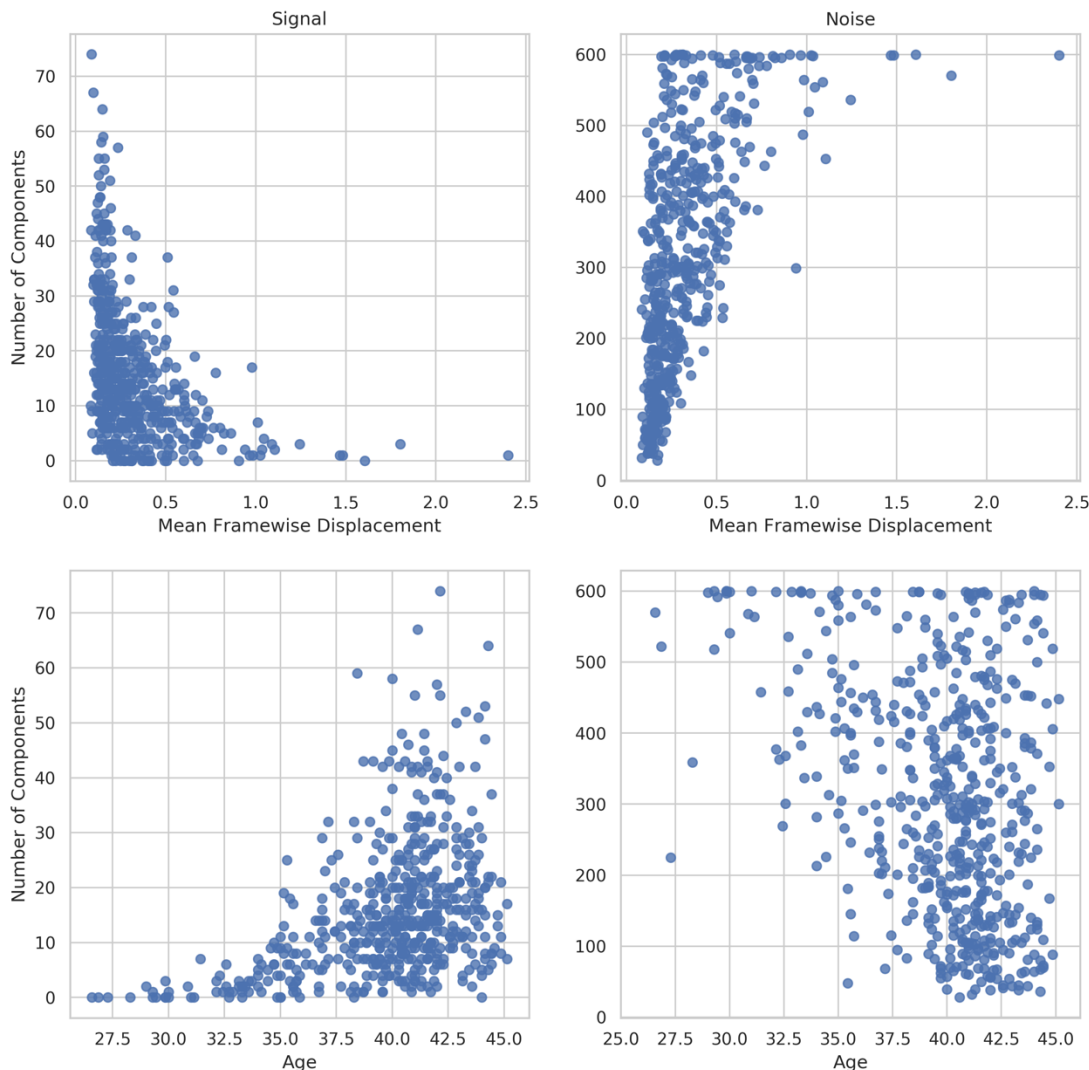 Signal
Noise
70
60
50
40
30
20
10
0
Number of Components
0.0 0.5 1.0 1.5 2.0 2.5
Mean Framewise Displacement
600
500
400
300
200
100
0
0.0 0.5 1.0 1.5 2.0 2.5
Mean Framewise Displacement
70
60
50
40
30
20
10
0
Number of Components
27.5 30.0 32.5 35.0 37.5 40.0 42.5 45.0
Age
600
500
400
300
200
100
0
25.0 27.5 30.0 32.5 35.0 37.5 40.0 42.5 45.0
Age